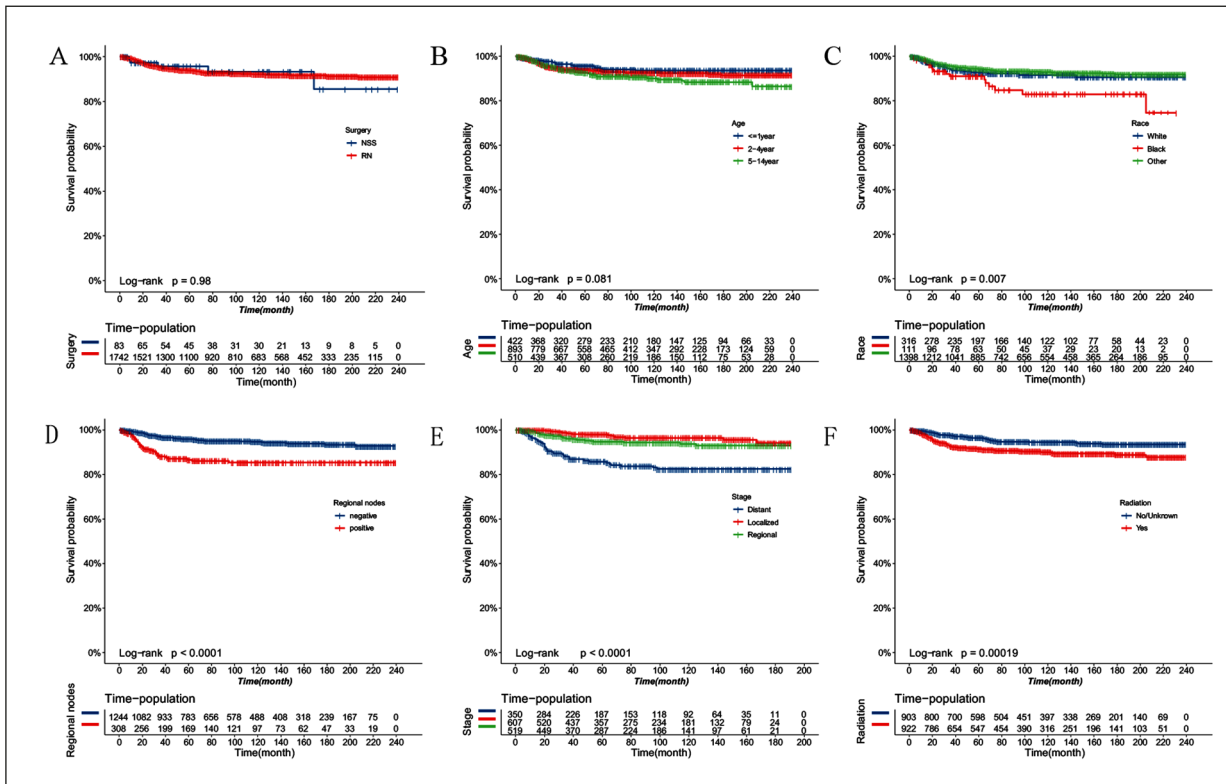 A
100%
80%
60%
40%
20%
0%
Survival probability
Surgery
NSS
RN
Log-rank p = 0.98
0 20 40 60 80 100 120 140 160 180 200 220 240
Time(month)
Time-population
Surgery
83 65 54 45 38 31 30 21 13 9 8 5 0
1742 1521 1300 1100 920 810 683 568 452 333 235 115 0
0 20 40 60 80 100 120 140 160 180 200 220 240
Time(month)
B
100%
80%
60%
40%
20%
0%
Survival probability
Age
<=1year
2-4year
5-14year
Log-rank p = 0.081
0 20 40 60 80 100 120 140 160 180 200 220 240
Time(month)
Time-population
Age
422 368 320 279 233 210 180 147 125 94 66 33 0
893 779 667 558 465 412 347 292 228 173 124 59 0
510 439 367 308 260 219 186 150 112 75 53 28 0
0 20 40 60 80 100 120 140 160 180 200 220 240
Time(month)
C
100%
80%
60%
40%
20%
0%
Survival probability
Race
White
Black
Other
Log-rank p = 0.007
0 20 40 60 80 100 120 140 160 180 200 220 240
Time(month)
Time-population
Race
316 278 235 197 166 140 122 102 77 58 44 23 0
111 96 78 63 50 45 37 29 23 20 13 2 0
1398 1212 1041 885 742 656 554 458 365 264 186 95 0
0 20 40 60 80 100 120 140 160 180 200 220 240
Time(month)
D
100%
80%
60%
40%
20%
0%
Survival probability
Regional nodes
negative
positive
Log-rank p < 0.0001
0 20 40 60 80 100 120 140 160 180 200 220 240
Time(month)
Time-population
Regional nodes
1244 1082 933 783 656 578 488 408 318 239 167 75 0
308 256 199 169 140 121 97 73 62 47 33 19 0
0 20 40 60 80 100 120 140 160 180 200 220 240
Time(month)
E
100%
80%
60%
40%
20%
0%
Survival probability
Stage
Distant
Localized
Regional
Log-rank p < 0.0001
0 20 40 60 80 100 120 140 160 180 200
Time(month)
Time-population
Stage
350 284 226 187 153 118 92 64 35 11 0
607 520 437 357 275 234 181 132 79 24 0
519 449 370 287 224 186 141 97 61 21 0
0 20 40 60 80 100 120 140 160 180 200
Time(month)
F
100%
80%
60%
40%
20%
0%
Survival probability
Radiation
No/Unknown
Yes
Log-rank p = 0.00019
0 20 40 60 80 100 120 140 160 180 200 220 240
Time(month)
Time-population
Radiation
903 800 700 598 504 451 397 338 269 201 140 69 0
922 786 654 547 454 390 316 251 196 141 103 51 0
0 20 40 60 80 100 120 140 160 180 200 220 240
Time(month)